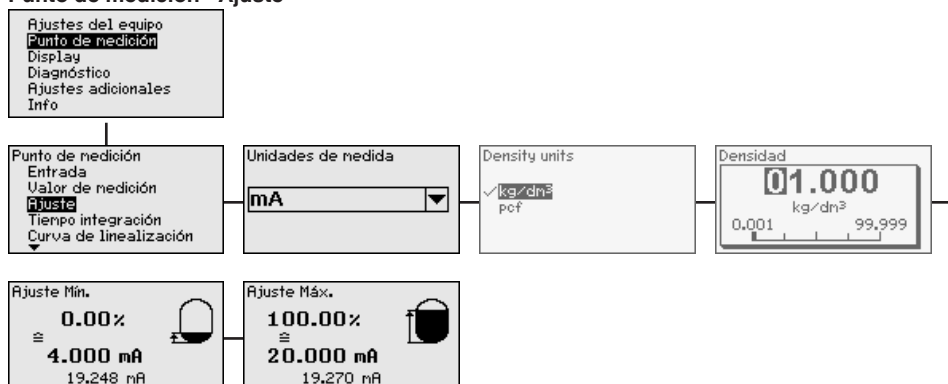 Punto de medición - Ajuste
Ajustes del equipo
Punto de medición
Display
Diagnóstico
Ajustes adicionales
Info
Punto de medición
Entrada
Valor de medición
Ajuste
Tiempo integración
Curva de linealización
Unidades de medida
mA
Density units
kg/dm³
pcf
Densidad
01.000
kg/dm³
0.001 99.999
Ajuste Mín.
0.00%
≙
4.000 mA
19.248 mA
Ajuste Máx.
100.00%
≙
20.000 mA
19.270 mA